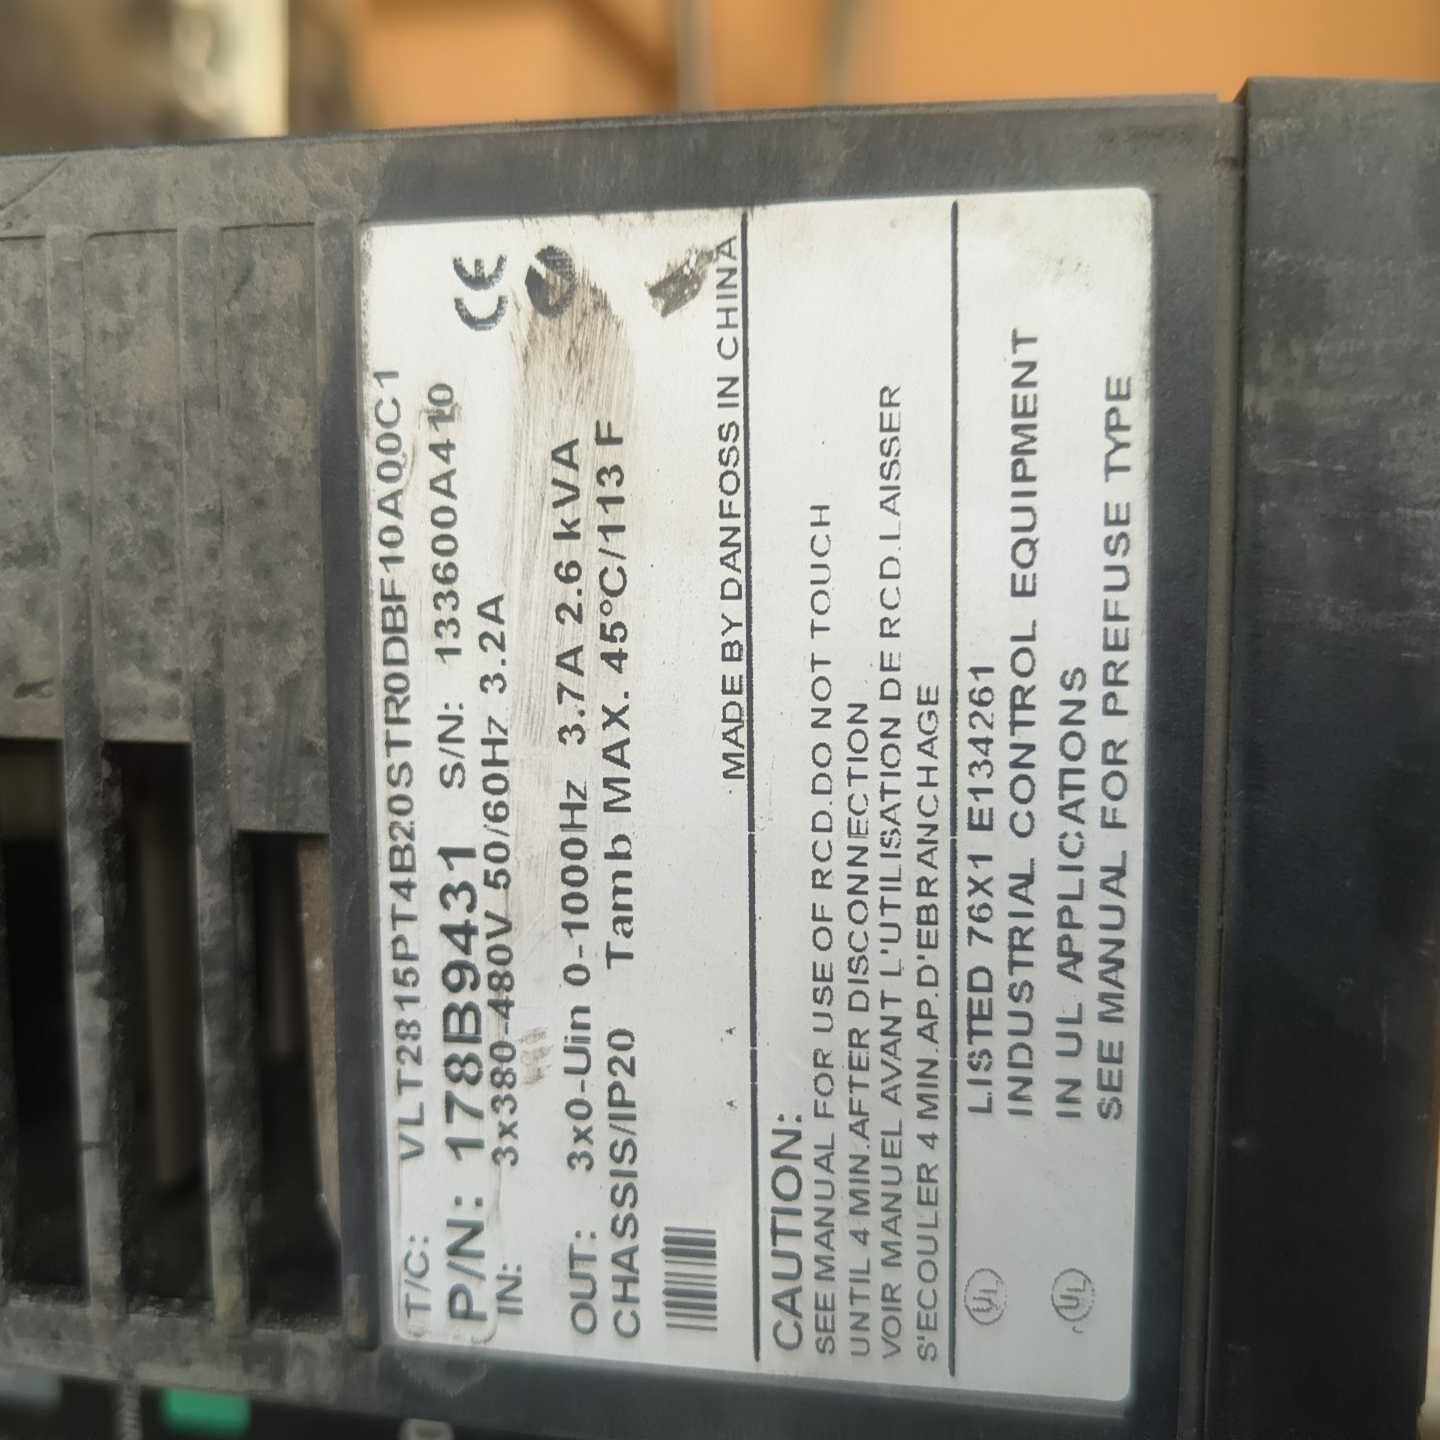 T/C: VLT2815PT4B20STR0DBF10A00C1
P/N: 178B9431 S/N: 133600A410
IN: 3x380-480V 50/60Hz 3.2A
CE
OUT: 3x0-Uin 0-1000Hz 3.7A 2.6 kVA
CHASSIS/IP20 Tamb MAX. 45°C/113 F
MADE BY DANFOSS IN CHINA
CAUTION:
SEE MANUAL FOR USE OF RCD.DO NOT TOUCH
UNTIL 4 MIN.AFTER DISCONNECTION
VOIR MANUEL AVANT L'UTILISATION DE RCD.LAISSER
S'ECOULER 4 MIN.AP.D'EBRANCHAGE
UL LISTED 76X1 E134261
INDUSTRIAL CONTROL EQUIPMENT
UL IN UL APPLICATIONS
SEE MANUAL FOR PREFUSE TYPE